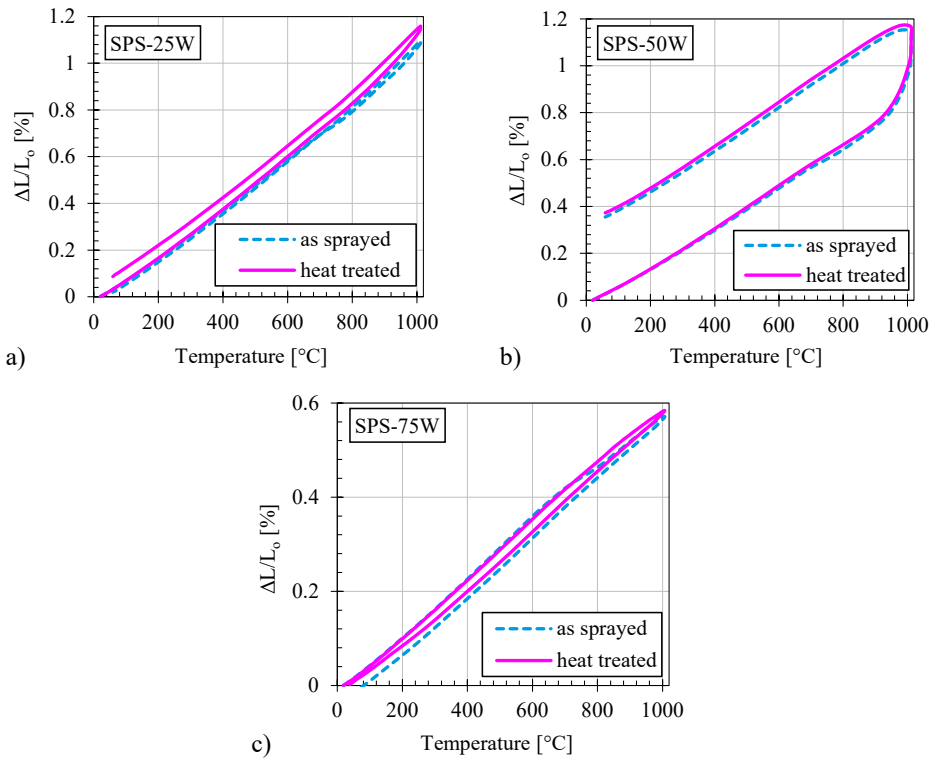 SPS-25W
1.2
1
0.8
0.6
0.4
0.2
0
ΔL/Lo [%]
as sprayed
heat treated
0 200 400 600 800 1000
Temperature [°C]
a)
SPS-50W
1.2
1
0.8
0.6
0.4
0.2
0
ΔL/Lo [%]
as sprayed
heat treated
0 200 400 600 800 1000
Temperature [°C]
b)
SPS-75W
0.6
0.4
0.2
0
ΔL/Lo [%]
as sprayed
heat treated
0 200 400 600 800 1000
Temperature [°C]
c)